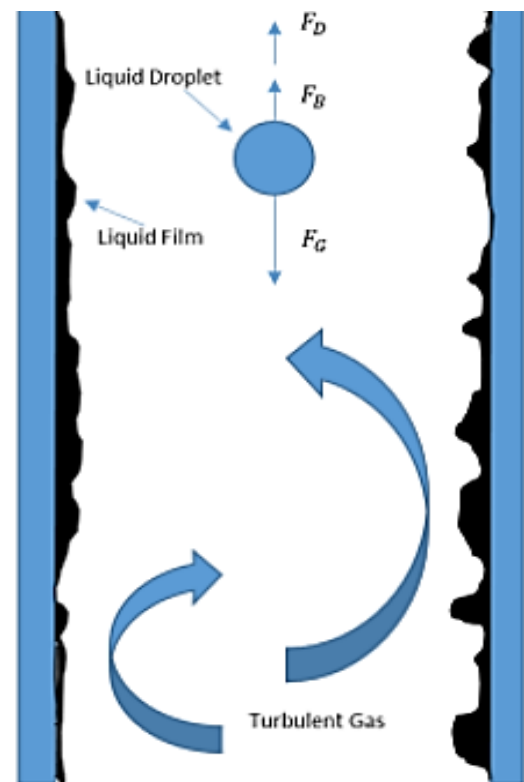 F_D
Liquid Droplet
F_B
Liquid Film
F_G
Turbulent Gas